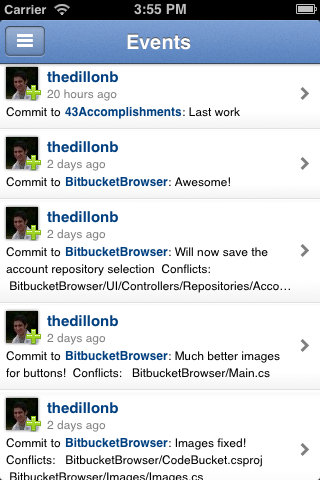 Carrier 3:55 PM
Events
thedillonb
20 hours ago
Commit to 43Accomplishments: Last work
thedillonb
2 days ago
Commit to BitbucketBrowser: Awesome!
thedillonb
2 days ago
Commit to BitbucketBrowser: Will now save the
account repository selection Conflicts:
BitbucketBrowser/UI/Controllers/Repositories/Acco...
thedillonb
2 days ago
Commit to BitbucketBrowser: Much better images
for buttons! Conflicts: BitbucketBrowser/Main.cs
thedillonb
2 days ago
Commit to BitbucketBrowser: Images fixed!
Conflicts: BitbucketBrowser/CodeBucket.csproj
BitbucketBrowser/Images/Images.cs